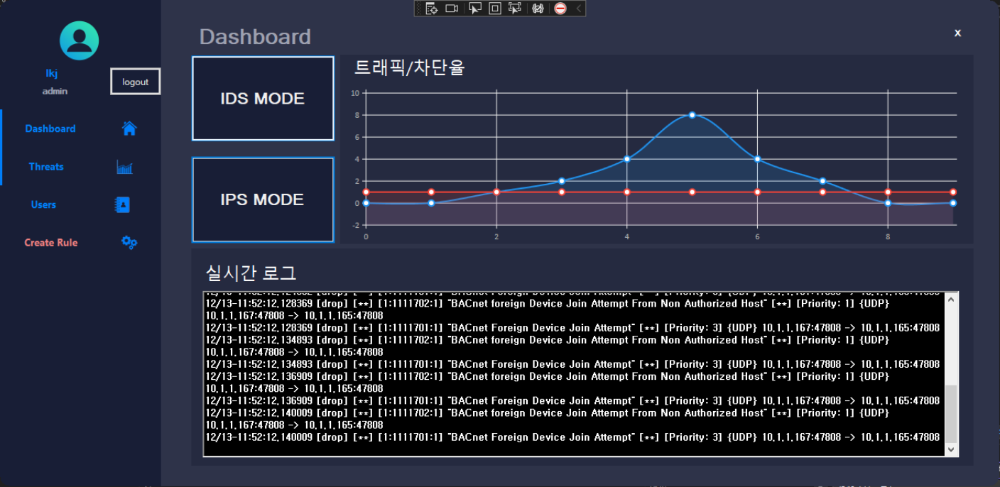 Dashboard
x
lkj
admin
logout
Dashboard
Threats
Users
Create Rule
IDS MODE
IPS MODE
트래픽/차단율
10
8
6
4
2
0
-2
0
2
4
6
8
실시간 로그
12/13-11:52:12,128369 [drop] [**] [1:1111702:1] "BACnet foreign Device Join Attempt From Non Authorized Host" [**] [Priority: 1] {UDP}
10,1,1,167:47808 -> 10,1,1,165:47808
12/13-11:52:12,128369 [drop] [**] [1:1111701:1] "BACnet Foreign Device Join Attempt" [**] [Priority: 3] {UDP} 10,1,1,167:47808 -> 10,1,1,165:47808
12/13-11:52:12,134893 [drop] [**] [1:1111702:1] "BACnet foreign Device Join Attempt From Non Authorized Host" [**] [Priority: 1] {UDP}
10,1,1,167:47808 -> 10,1,1,165:47808
12/13-11:52:12,134893 [drop] [**] [1:1111701:1] "BACnet Foreign Device Join Attempt" [**] [Priority: 3] {UDP} 10,1,1,167:47808 -> 10,1,1,165:47808
12/13-11:52:12,136909 [drop] [**] [1:1111702:1] "BACnet foreign Device Join Attempt From Non Authorized Host" [**] [Priority: 1] {UDP}
10,1,1,167:47808 -> 10,1,1,165:47808
12/13-11:52:12,136909 [drop] [**] [1:1111701:1] "BACnet Foreign Device Join Attempt" [**] [Priority: 3] {UDP} 10,1,1,167:47808 -> 10,1,1,165:47808
12/13-11:52:12,140009 [drop] [**] [1:1111702:1] "BACnet foreign Device Join Attempt From Non Authorized Host" [**] [Priority: 1] {UDP}
10,1,1,167:47808 -> 10,1,1,165:47808
12/13-11:52:12,140009 [drop] [**] [1:1111701:1] "BACnet Foreign Device Join Attempt" [**] [Priority: 3] {UDP} 10,1,1,167:47808 -> 10,1,1,165:47808